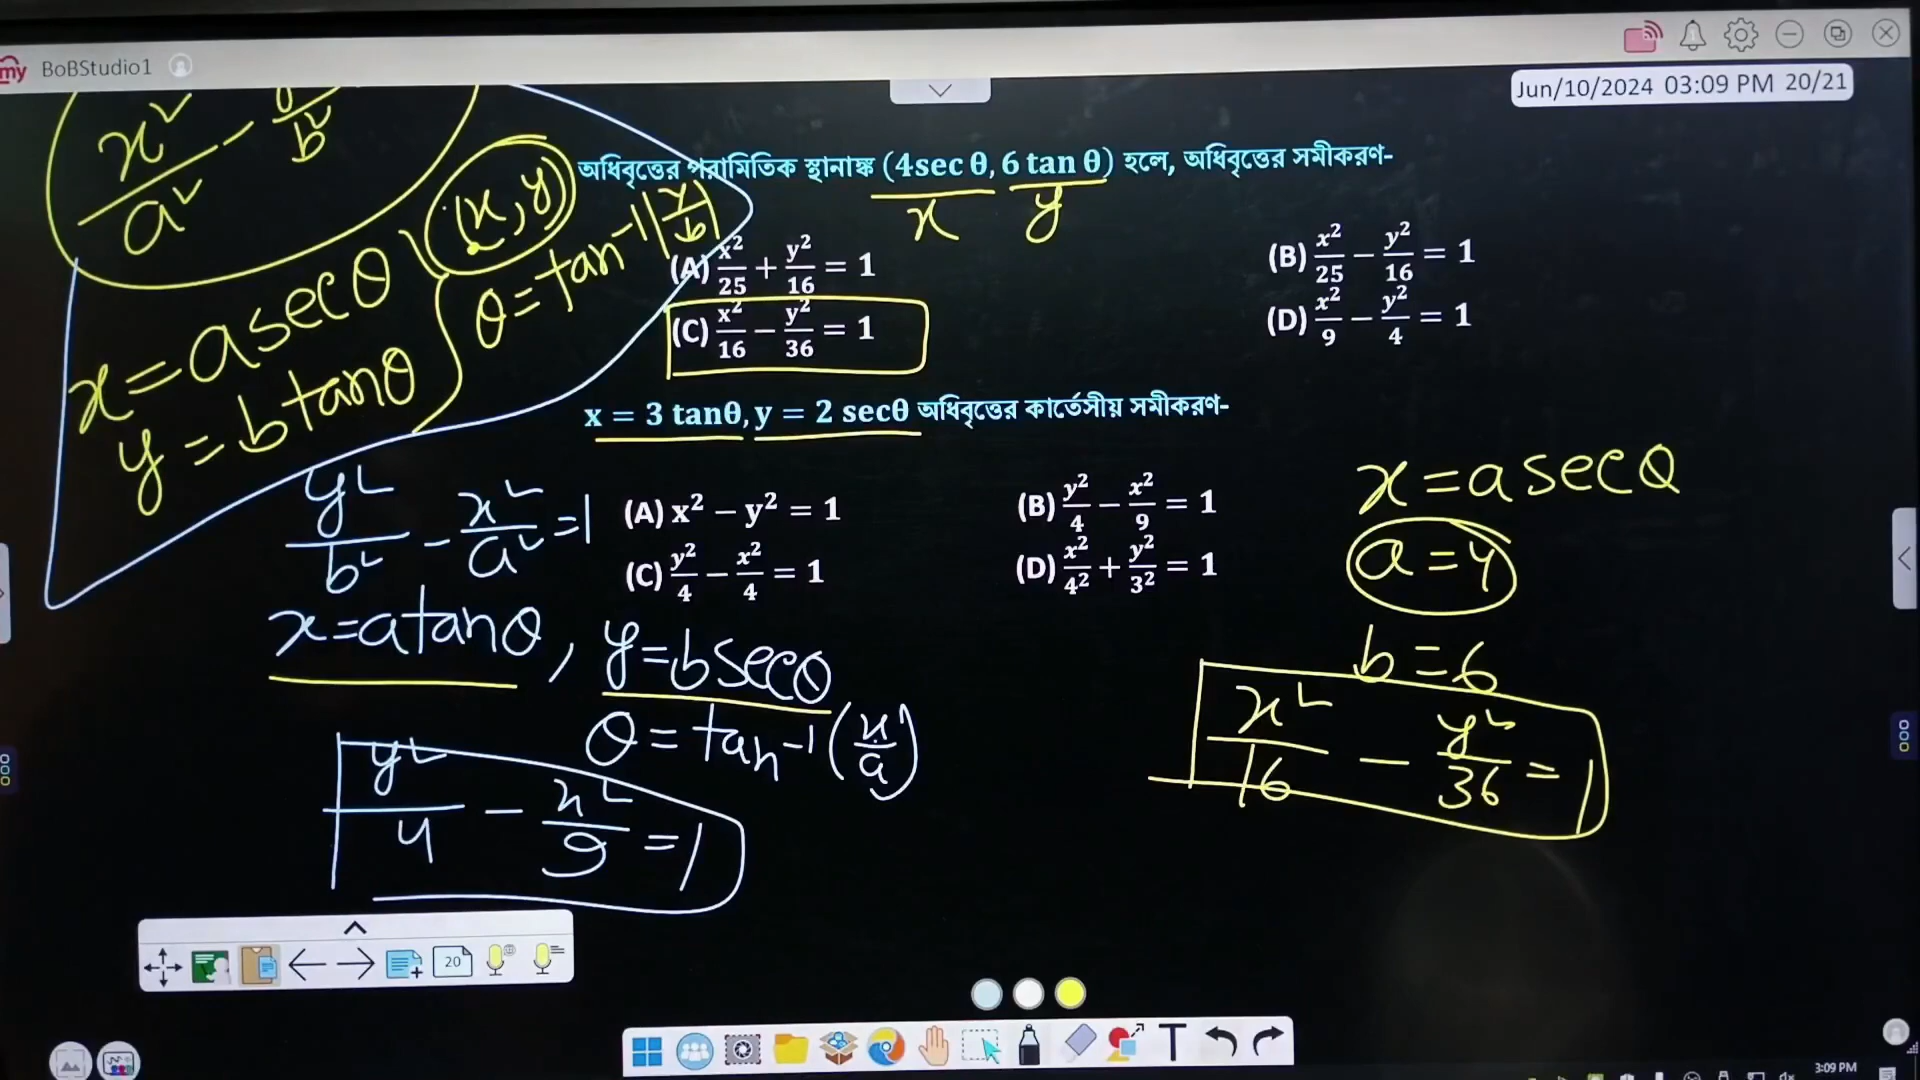 my BoBStudio1
Jun/10/2024 03:09 PM 20/21
অধিবৃত্তের পরামিতিক স্থানাঙ্ক (4sec θ, 6 tan θ) হলে, অধিবৃত্তের সমীকরণ-
x y
(A) x²/25 + y²/16 = 1
(B) x²/25 − y²/16 = 1
(C) x²/16 − y²/36 = 1
(D) x²/9 − y²/4 = 1
x²/a² − y²/b²
(x, y)
x = a secθ
y = b tanθ
θ = tan⁻¹|y/b|
x = 3 tanθ, y = 2 secθ অধিবৃত্তের কার্তেসীয় সমীকরণ-
(A) x² − y² = 1
(B) y²/4 − x²/9 = 1
(C) y²/4 − x²/4 = 1
(D) x²/4² + y²/3² = 1
y²/b² − x²/a² = 1
x = a tanθ, y = b secθ
θ = tan⁻¹(x/a)
y²/4 − x²/9 = 1
x = a secθ
a = 4
b = 6
x²/16 − y²/36 = 1
20
T
3:09 PM